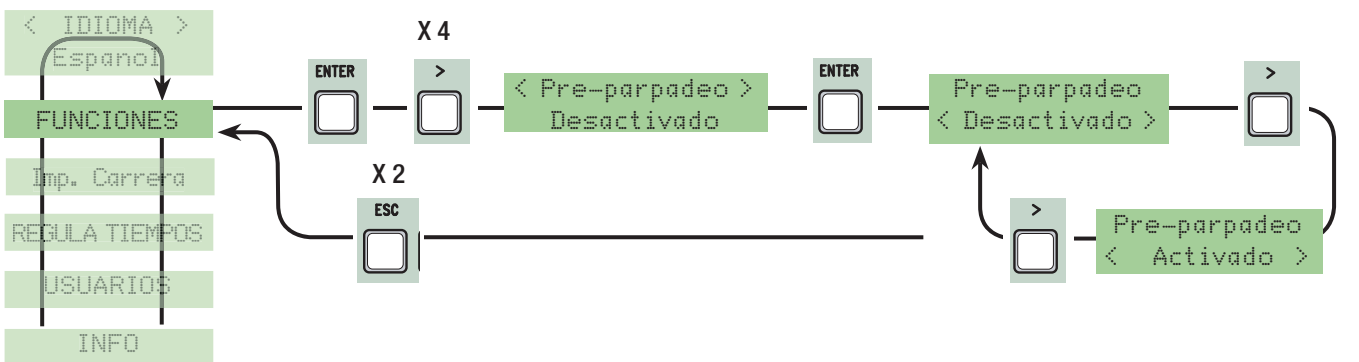 < IDIOMA >
Espanol
FUNCIONES
Imp. Carrera
REGULA TIEMPOS
USUARIOS
INFO
ENTER
X 4
>
< Pre-parpadeo >
Desactivado
ENTER
Pre-parpadeo
< Desactivado >
>
Pre-parpadeo
< Activado >
>
X 2
ESC